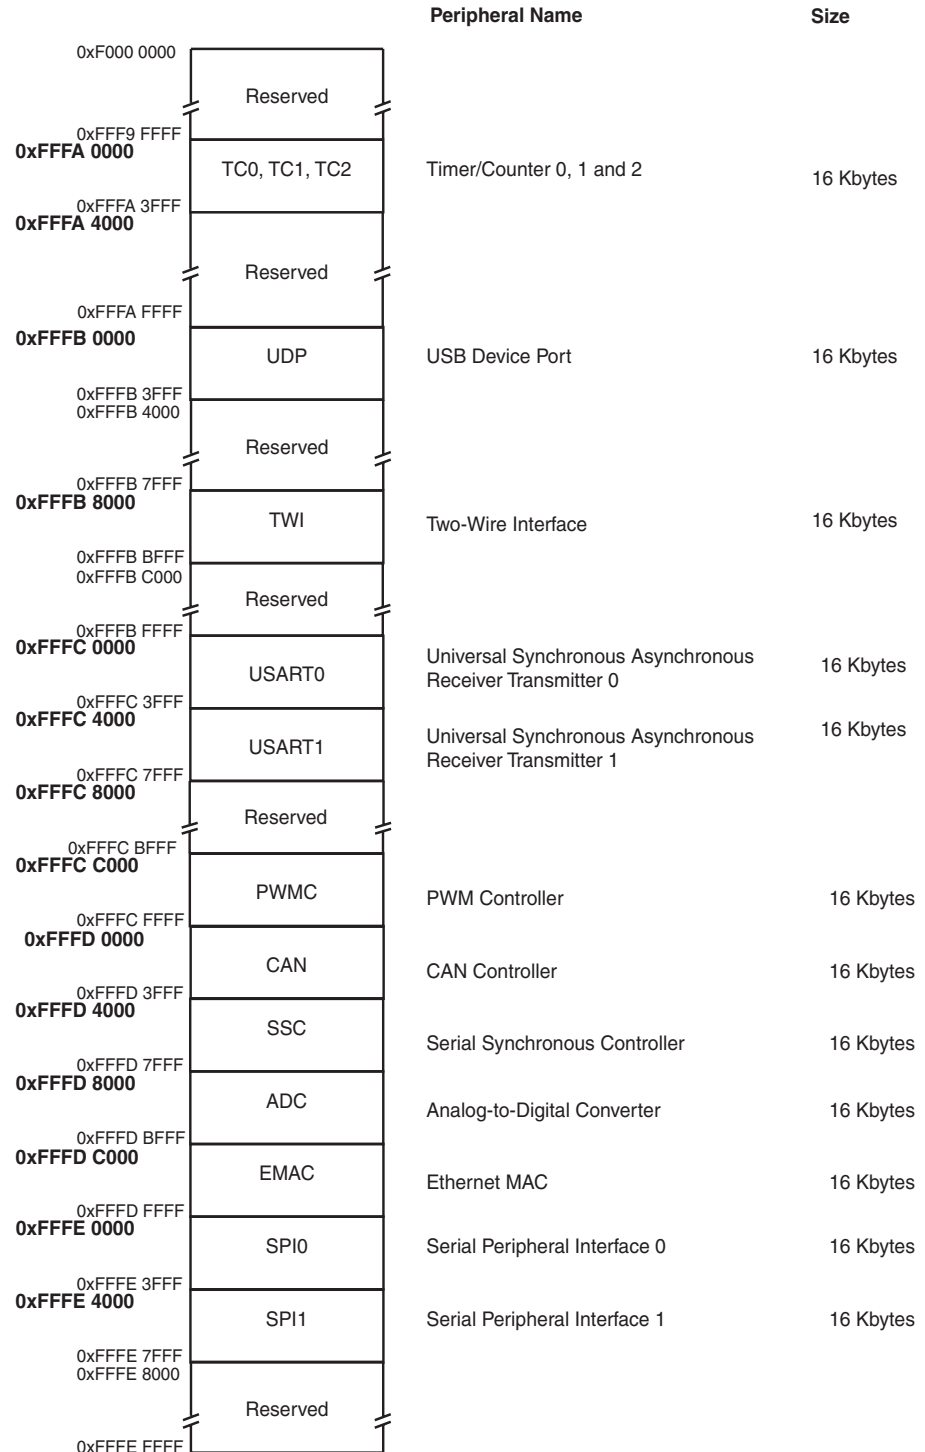 Peripheral Name Size
0xF000 0000
Reserved
0xFFF9 FFFF
0xFFFA 0000
TC0, TC1, TC2 Timer/Counter 0, 1 and 2 16 Kbytes
0xFFFA 3FFF
0xFFFA 4000
Reserved
0xFFFA FFFF
0xFFFB 0000
UDP USB Device Port 16 Kbytes
0xFFFB 3FFF
0xFFFB 4000
Reserved
0xFFFB 7FFF
0xFFFB 8000
TWI Two-Wire Interface 16 Kbytes
0xFFFB BFFF
0xFFFB C000
Reserved
0xFFFB FFFF
0xFFFC 0000
USART0 Universal Synchronous Asynchronous 16 Kbytes
Receiver Transmitter 0
0xFFFC 3FFF
0xFFFC 4000
USART1 Universal Synchronous Asynchronous 16 Kbytes
Receiver Transmitter 1
0xFFFC 7FFF
0xFFFC 8000
Reserved
0xFFFC BFFF
0xFFFC C000
PWMC PWM Controller 16 Kbytes
0xFFFC FFFF
0xFFFD 0000
CAN CAN Controller 16 Kbytes
0xFFFD 3FFF
0xFFFD 4000
SSC Serial Synchronous Controller 16 Kbytes
0xFFFD 7FFF
0xFFFD 8000
ADC Analog-to-Digital Converter 16 Kbytes
0xFFFD BFFF
0xFFFD C000
EMAC Ethernet MAC 16 Kbytes
0xFFFD FFFF
0xFFFE 0000
SPI0 Serial Peripheral Interface 0 16 Kbytes
0xFFFE 3FFF
0xFFFE 4000
SPI1 Serial Peripheral Interface 1 16 Kbytes
0xFFFE 7FFF
0xFFFE 8000
Reserved
0xFFFE FFFF